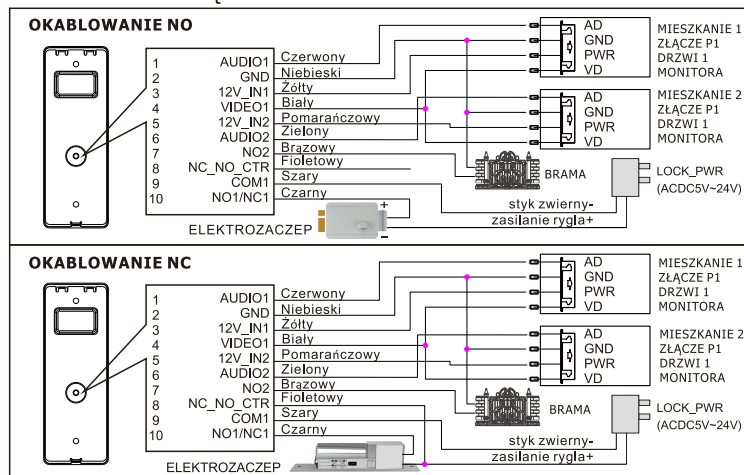 OKABLOWANIE NO
1 AUDIO1 Czerwony
2 GND Niebieski
3 12V_IN1 Żółty
4 VIDEO1 Biały
5 12V_IN2 Pomarańczowy
6 AUDIO2 Zielony
7 NO2 Brązowy
8 NC_NO_CTR Fioletowy
9 COM1 Szary
10 NO1/NC1 Czarny
AD
GND
PWR
VD
MIESZKANIE 1
ZŁĄCZE P1
DRZWI 1
MONITORA
AD
GND
PWR
VD
MIESZKANIE 2
ZŁĄCZE P1
DRZWI 1
MONITORA
BRAMA
LOCK_PWR
(ACDC5V~24V)
styk zwierny-
zasilanie rygla+
ELEKTROZACZEP
+
-
OKABLOWANIE NC
1 AUDIO1 Czerwony
2 GND Niebieski
3 12V_IN1 Żółty
4 VIDEO1 Biały
5 12V_IN2 Pomarańczowy
6 AUDIO2 Zielony
7 NO2 Brązowy
8 NC_NO_CTR Fioletowy
9 COM1 Szary
10 NO1/NC1 Czarny
AD
GND
PWR
VD
MIESZKANIE 1
ZŁĄCZE P1
DRZWI 1
MONITORA
AD
GND
PWR
VD
MIESZKANIE 2
ZŁĄCZE P1
DRZWI 1
MONITORA
BRAMA
LOCK_PWR
(ACDC5V~24V)
styk zwierny-
zasilanie rygla+
ELEKTROZACZEP